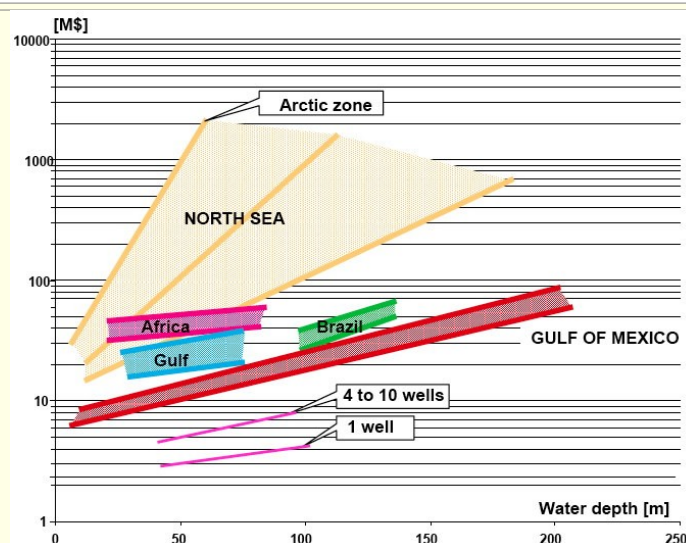 [M$]
10000
Arctic zone
1000
NORTH SEA
100
Africa
Brazil
Gulf
GULF OF MEXICO
10
4 to 10 wells
1 well
Water depth [m]
1
0 50 100 150 200 250